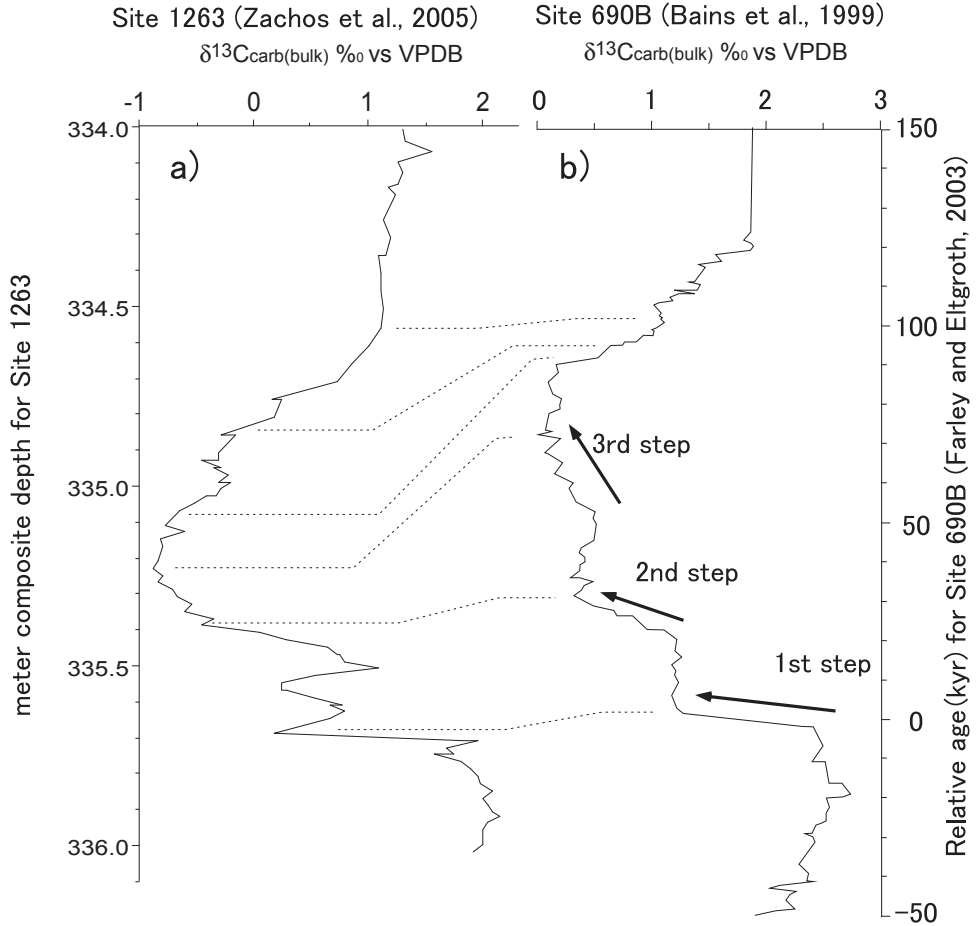 Site 1263 (Zachos et al., 2005)
Site 690B (Bains et al., 1999)
δ13Ccarb(bulk) ‰ vs VPDB
δ13Ccarb(bulk) ‰ vs VPDB
-1 0 1 2
0 1 2 3
334.0
334.5
335.0
335.5
336.0
meter composite depth for Site 1263
a)
b)
3rd step
2nd step
1st step
150
100
50
0
-50
Relative age (kyr) for Site 690B (Farley and Eltgroth, 2003)